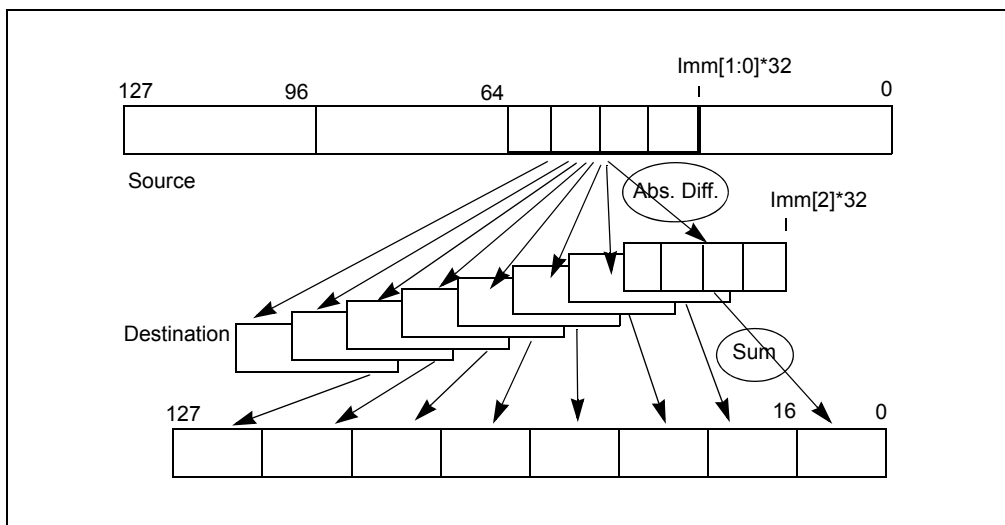 Imm[1:0]*32
127 96 64 0
Source
Abs. Diff.
Imm[2]*32
Destination
Sum
127 16 0